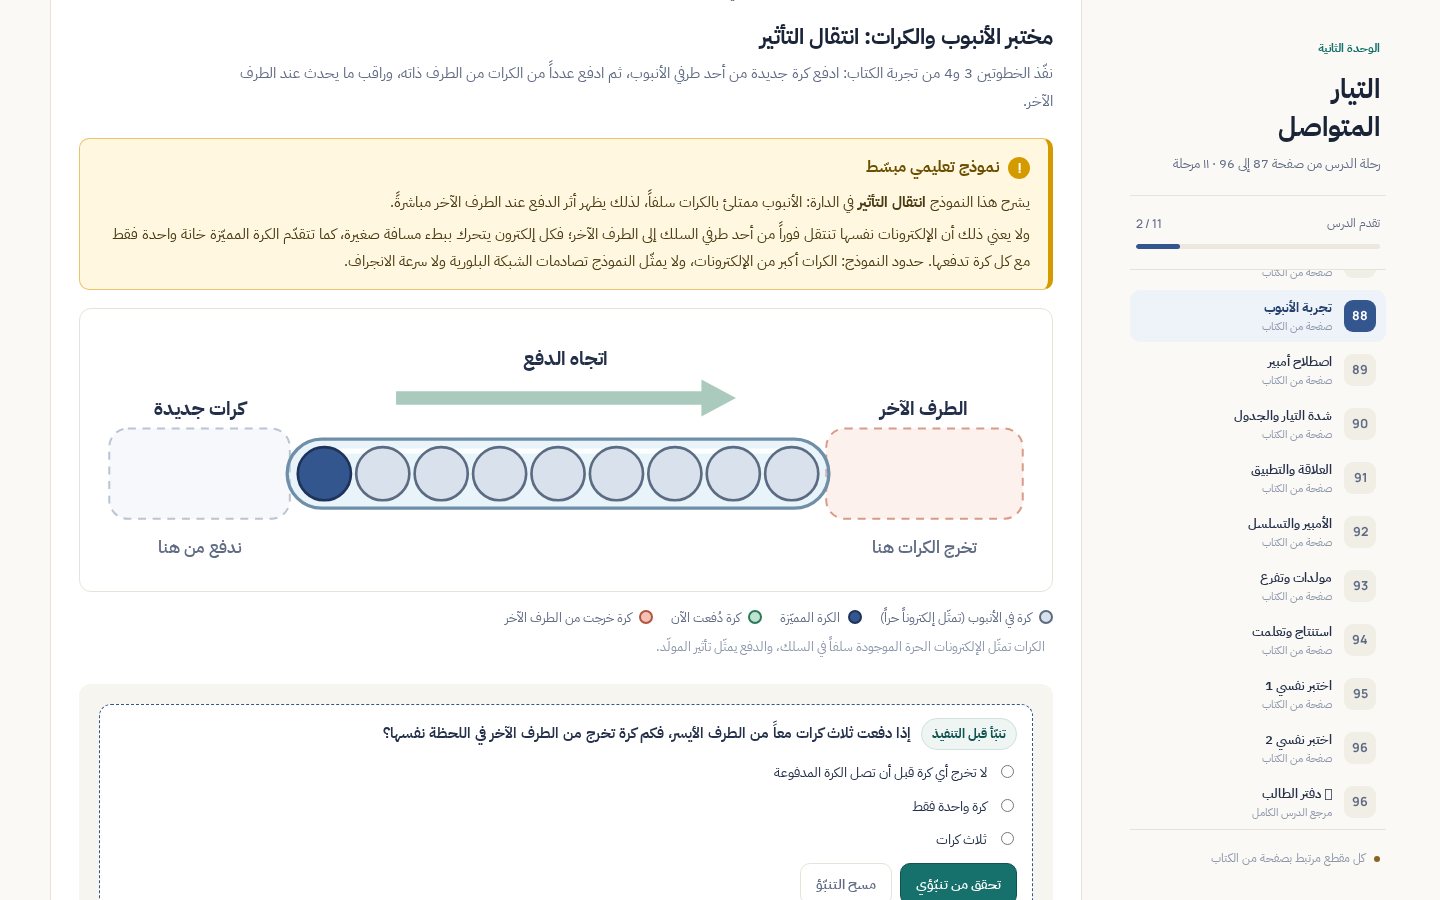 الوحدة الثانية
التيار
المتواصل
رحلة الدرس من صفحة 87 إلى 96 · ١١ مرحلة
تقدم الدرس
2 / 11
صفحة من الكتاب
88
تجربة الأنبوب
صفحة من الكتاب
89
اصطلاح أمبير
صفحة من الكتاب
90
شدة التيار والجدول
صفحة من الكتاب
91
العلاقة والتطبيق
صفحة من الكتاب
92
الأمبير والتسلسل
صفحة من الكتاب
93
مولدات وتفرع
صفحة من الكتاب
94
استنتاج وتعلمت
صفحة من الكتاب
95
اختبر نفسي 1
صفحة من الكتاب
96
اختبر نفسي 2
صفحة من الكتاب
96
دفتر الطالب
مرجع الدرس الكامل
كل مقطع مرتبط بصفحة من الكتاب
مختبر الأنبوب والكرات: انتقال التأثير
نفّذ الخطوتين 3 و4 من تجربة الكتاب: ادفع كرة جديدة من أحد طرفي الأنبوب، ثم ادفع عدداً من الكرات من الطرف ذاته، وراقب ما يحدث عند الطرف
الآخر.
! نموذج تعليمي مبسّط
يشرح هذا النموذج انتقال التأثير في الدارة: الأنبوب ممتلئ بالكرات سلفاً، لذلك يظهر أثر الدفع عند الطرف الآخر مباشرةً.
ولا يعني ذلك أن الإلكترونات نفسها تنتقل فوراً من أحد طرفي السلك إلى الطرف الآخر؛ فكل إلكترون يتحرك ببطء مسافة صغيرة، كما تتقدّم الكرة المميّزة خانة واحدة فقط
مع كل كرة تدفعها. حدود النموذج: الكرات أكبر من الإلكترونات، ولا يمثّل النموذج تصادمات الشبكة البلورية ولا سرعة الانجراف.
اتجاه الدفع
الطرف الآخر
كرات جديدة
تخرج الكرات هنا
ندفع من هنا
كرة في الأنبوب (تمثّل إلكتروناً حراً)
الكرة المميّزة
كرة دُفعت الآن
كرة خرجت من الطرف الآخر
الكرات تمثّل الإلكترونات الحرة الموجودة سلفاً في السلك، والدفع يمثّل تأثير المولّد.
تنبّأ قبل التنفيذ
إذا دفعت ثلاث كرات معاً من الطرف الأيسر، فكم كرة تخرج من الطرف الآخر في اللحظة نفسها؟
لا تخرج أي كرة قبل أن تصل الكرة المدفوعة
كرة واحدة فقط
ثلاث كرات
تحقق من تنبّؤي
مسح التنبّؤ